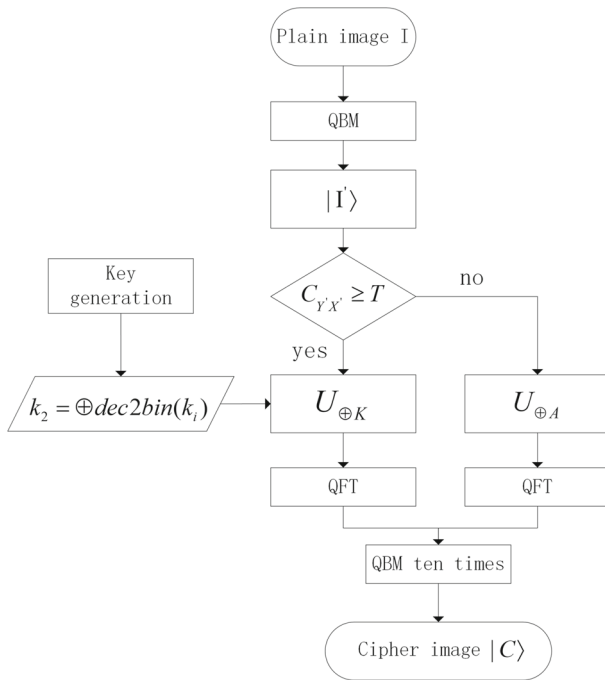 Plain image I
QBM
|I'⟩
Key
generation
C_{Y'X'} ≥ T
no
yes
k_2 = ⊕dec2bin(k_i)
U_{⊕K}
U_{⊕A}
QFT
QFT
QBM ten times
Cipher image |C⟩